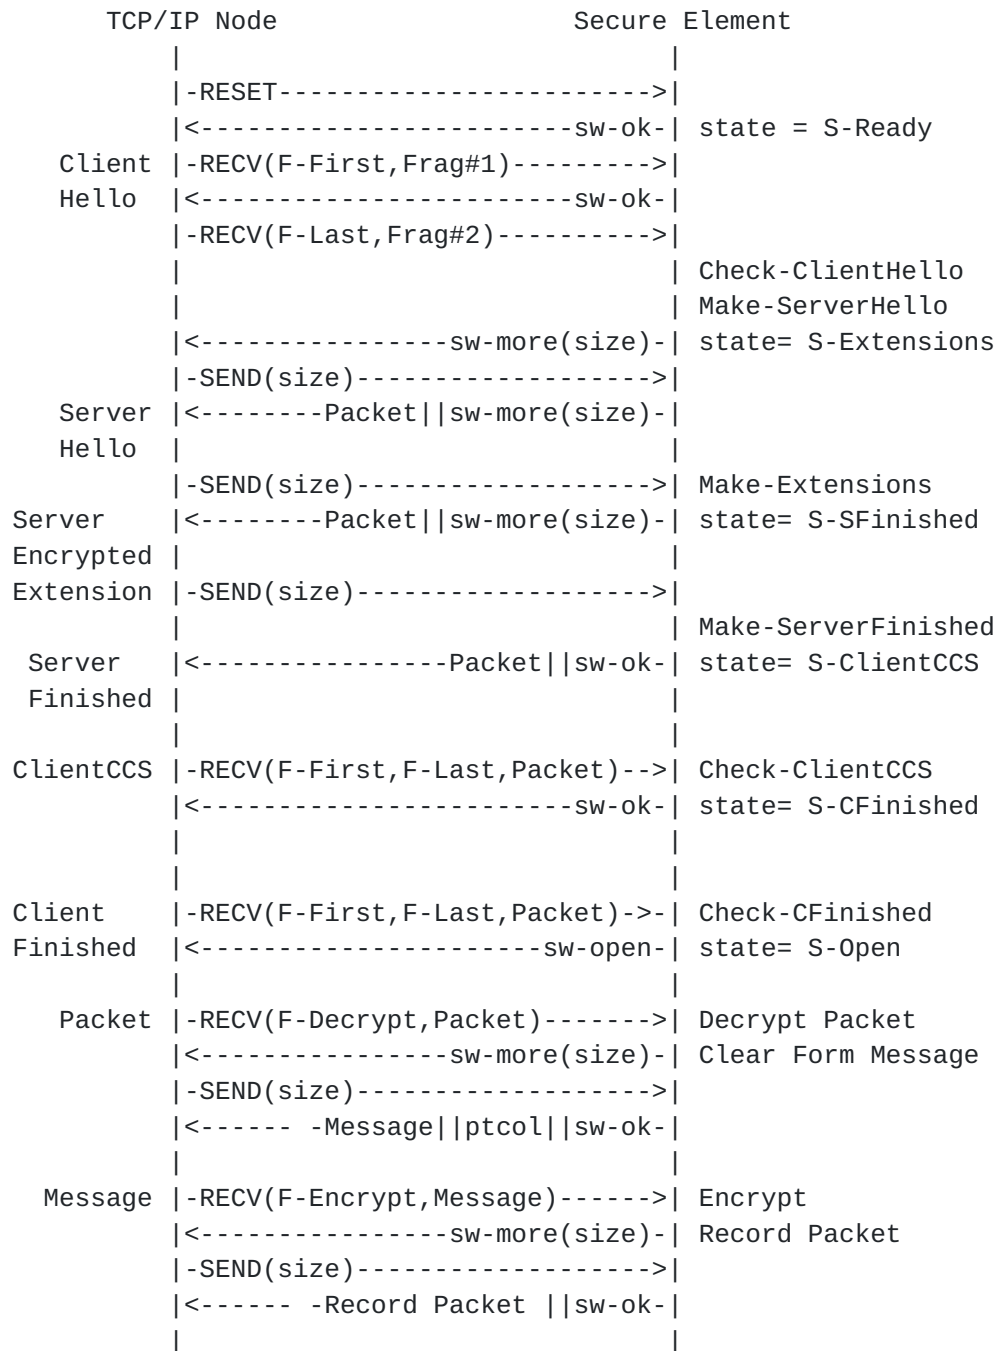 TCP/IP Node                   Secure Element
           |                               |
           |-RESET------------------------>|
           |<------------------------sw-ok-| state = S-Ready
    Client |-RECV(F-First,Frag#1)--------->|
    Hello  |<------------------------sw-ok-|
           |-RECV(F-Last,Frag#2)---------->|
           |                               | Check-ClientHello
           |                               | Make-ServerHello
           |<----------------sw-more(size)-| state= S-Extensions
           |-SEND(size)------------------->|
    Server |<--------Packet||sw-more(size)-|
    Hello  |                               |
           |-SEND(size)------------------->| Make-Extensions
 Server    |<--------Packet||sw-more(size)-| state= S-SFinished
 Encrypted |                               |
 Extension |-SEND(size)------------------->|
           |                               | Make-ServerFinished
  Server   |<----------------Packet||sw-ok-| state= S-ClientCCS
  Finished |                               |
           |                               |
 ClientCCS |-RECV(F-First,F-Last,Packet)-->| Check-ClientCCS
           |<------------------------sw-ok-| state= S-CFinished
           |                               |
           |                               |
 Client    |-RECV(F-First,F-Last,Packet)->-| Check-CFinished
 Finished  |<----------------------sw-open-| state= S-Open
           |                               |
    Packet |-RECV(F-Decrypt,Packet)------->| Decrypt Packet
           |<----------------sw-more(size)-| Clear Form Message
           |-SEND(size)------------------->|
           |<------ -Message||ptcol||sw-ok-|
           |                               |
   Message |-RECV(F-Encrypt,Message)------>| Encrypt
           |<----------------sw-more(size)-| Record Packet
           |-SEND(size)------------------->|
           |<------ -Record Packet ||sw-ok-|
           |                               |